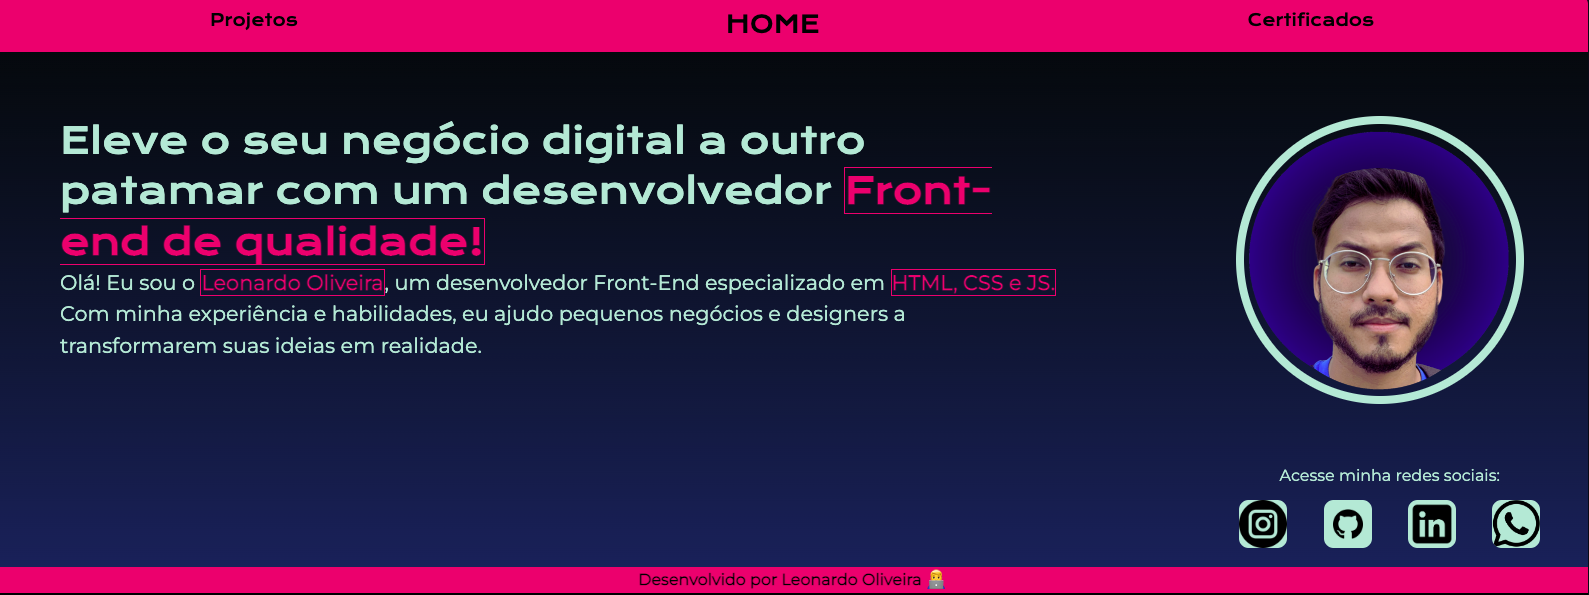 Projetos
HOME
Certificados
Eleve o seu negócio digital a outro
patamar com um desenvolvedor Front-
end de qualidade!
Olá! Eu sou o Leonardo Oliveira, um desenvolvedor Front-End especializado em HTML, CSS e JS.
Com minha experiência e habilidades, eu ajudo pequenos negócios e designers a
transformarem suas ideias em realidade.
Acesse minha redes sociais:
in
Desenvolvido por Leonardo Oliveira 👨‍💻